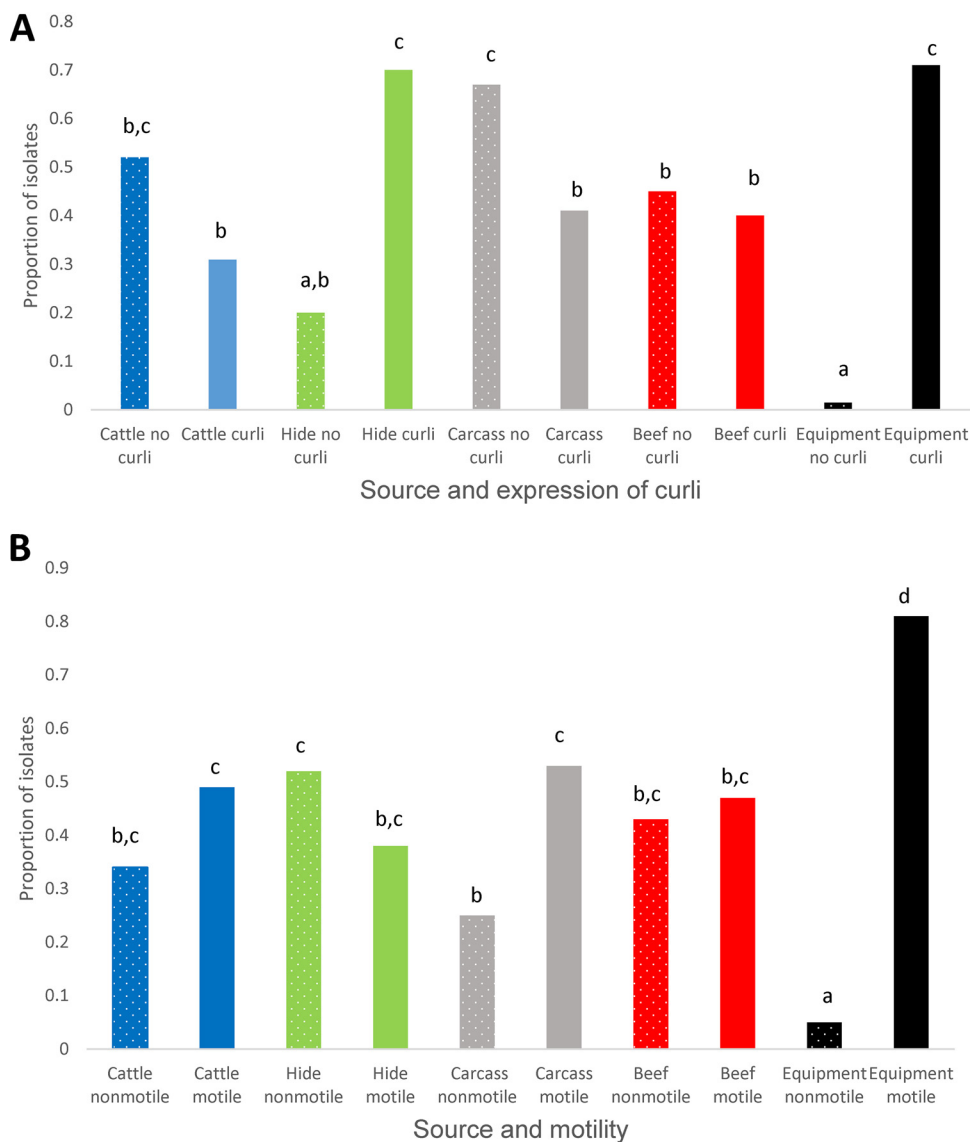 A
Proportion of isolates
0.8
0.7
0.6
0.5
0.4
0.3
0.2
0.1
0
b,c
b
a,b
c
c
b
b
b
a
c
Cattle no curli
Cattle curli
Hide no curli
Hide curli
Carcass no curli
Carcass curli
Beef no curli
Beef curli
Equipment no curli
Equipment curli
Source and expression of curli
B
Proportion of isolates
0.9
0.8
0.7
0.6
0.5
0.4
0.3
0.2
0.1
0
b,c
c
c
b,c
b
c
b,c
b,c
a
d
Cattle nonmotile
Cattle motile
Hide nonmotile
Hide motile
Carcass nonmotile
Carcass motile
Beef nonmotile
Beef motile
Equipment nonmotile
Equipment motile
Source and motility